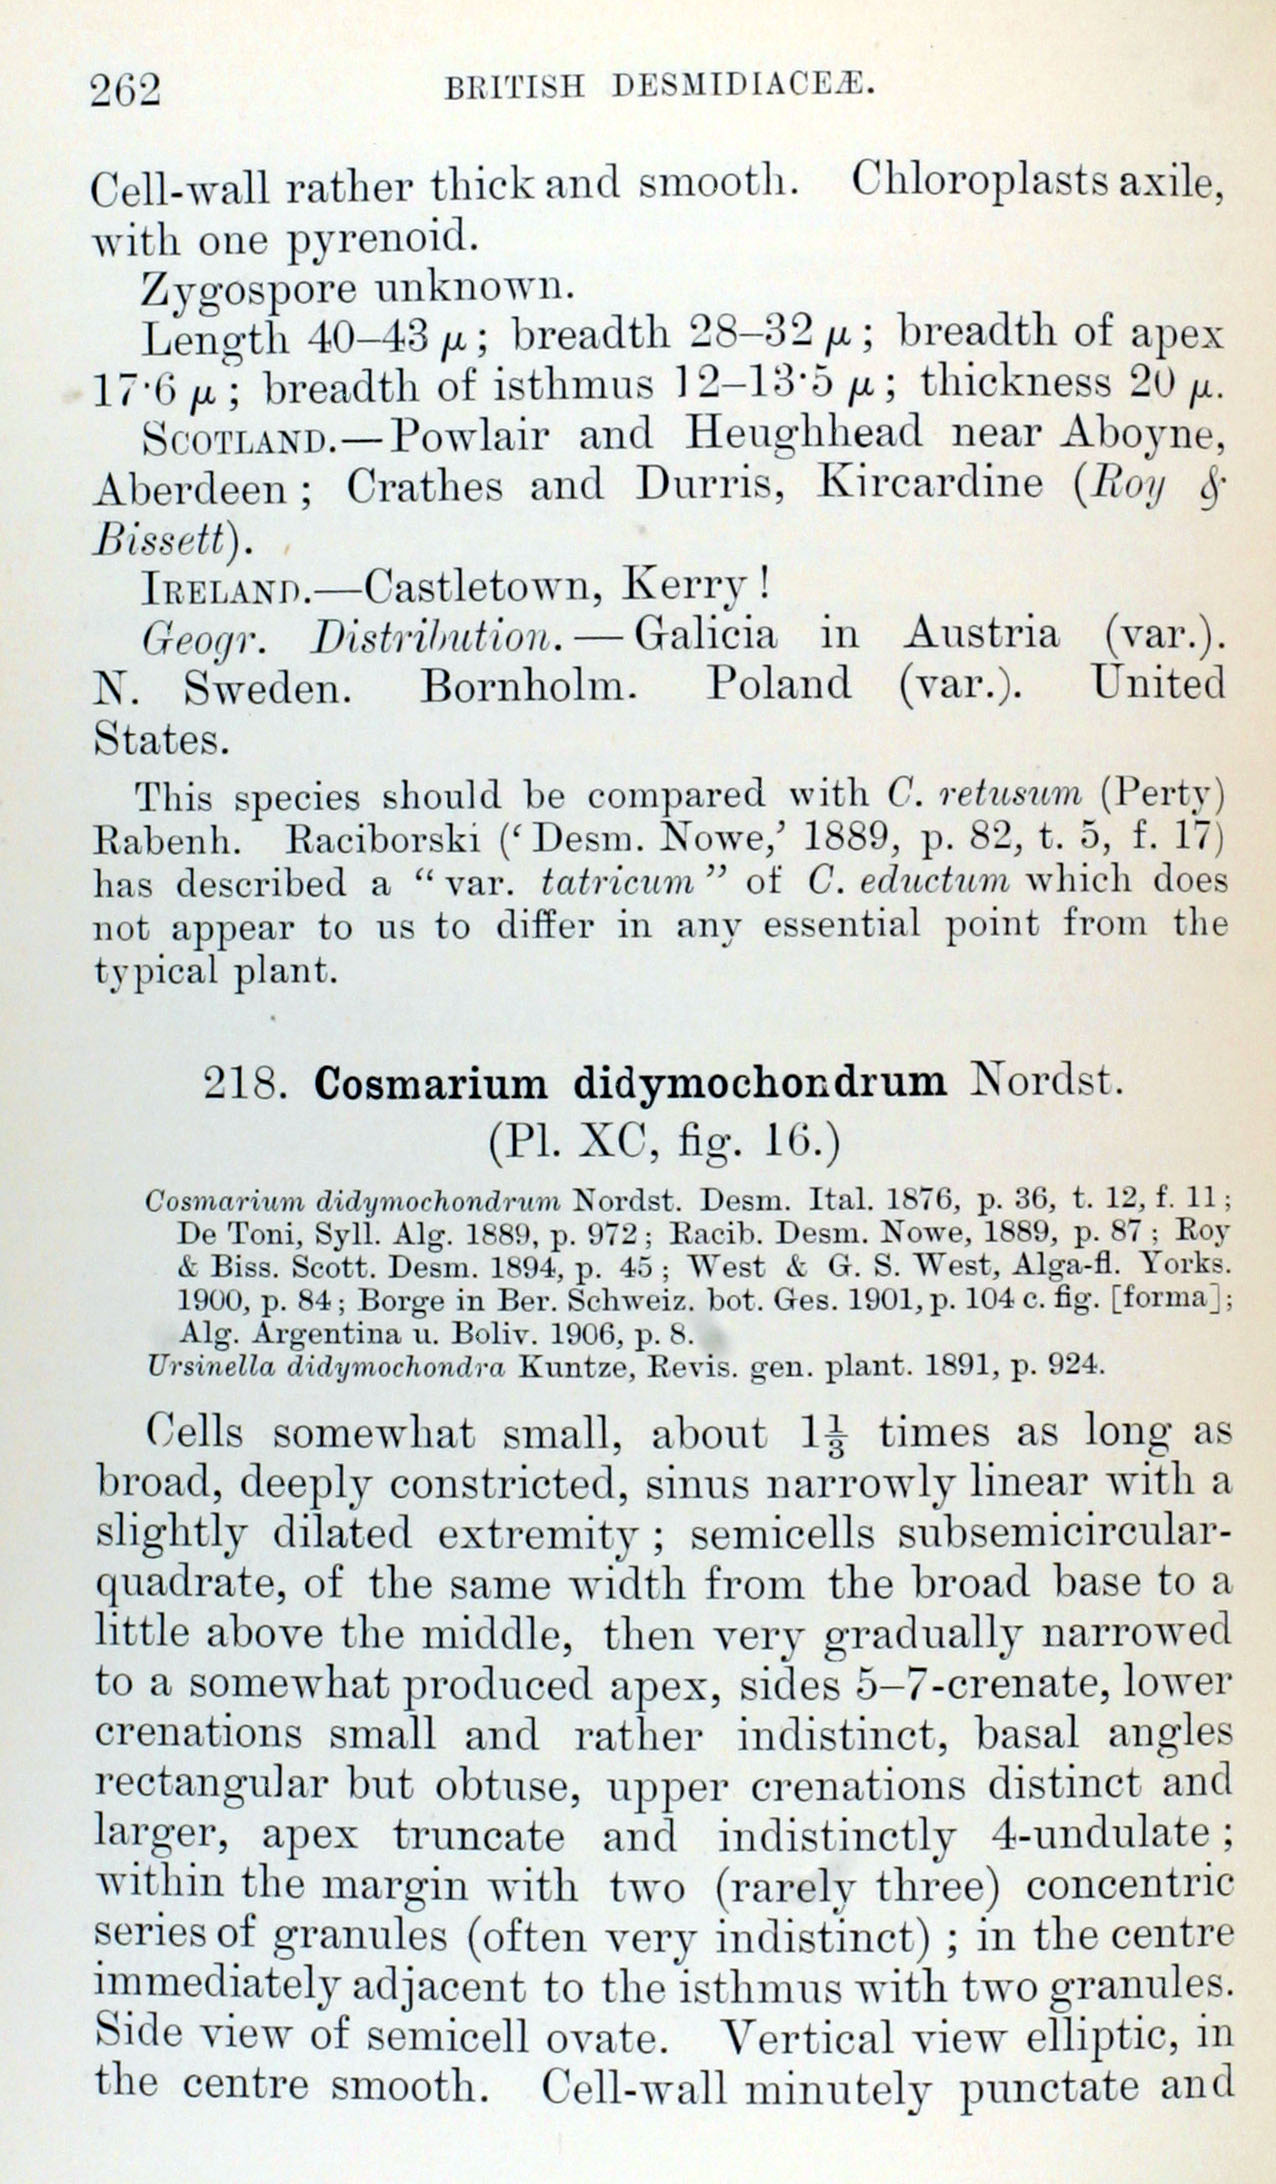 262 BRITISH DESMIDIACEÆ.
Cell-wall rather thick and smooth. Chloroplasts axile,
with one pyrenoid.
Zygospore unknown.
Length 40–43 µ; breadth 28–32 µ; breadth of apex
17·6 µ; breadth of isthmus 12–13·5 µ; thickness 20 µ.
SCOTLAND.—Powlair and Heughhead near Aboyne,
Aberdeen; Crathes and Durris, Kircardine (Roy &
Bissett).
IRELAND.—Castletown, Kerry!
Geogr. Distribution.—Galicia in Austria (var.).
N. Sweden. Bornholm. Poland (var.). United
States.
This species should be compared with C. retusum (Perty)
Rabenh. Raciborski (‘Desm. Nowe,’ 1889, p. 82, t. 5, f. 17)
has described a “var. tatricum” of C. eductum which does
not appear to us to differ in any essential point from the
typical plant.
218. Cosmarium didymochondrum Nordst.
(Pl. XC, fig. 16.)
Cosmarium didymochondrum Nordst. Desm. Ital. 1876, p. 36, t. 12, f. 11;
De Toni, Syll. Alg. 1889, p. 972; Racib. Desm. Nowe, 1889, p. 87; Roy
& Biss. Scott. Desm. 1894, p. 45; West & G. S. West, Alga-fl. Yorks.
1900, p. 84; Borge in Ber. Schweiz. bot. Ges. 1901, p. 104 c. fig. [forma];
Alg. Argentina u. Boliv. 1906, p. 8.
Ursinella didymochondra Kuntze, Revis. gen. plant. 1891, p. 924.
Cells somewhat small, about 1⅓ times as long as
broad, deeply constricted, sinus narrowly linear with a
slightly dilated extremity; semicells subsemicircular-
quadrate, of the same width from the broad base to a
little above the middle, then very gradually narrowed
to a somewhat produced apex, sides 5–7-crenate, lower
crenations small and rather indistinct, basal angles
rectangular but obtuse, upper crenations distinct and
larger, apex truncate and indistinctly 4-undulate;
within the margin with two (rarely three) concentric
series of granules (often very indistinct); in the centre
immediately adjacent to the isthmus with two granules.
Side view of semicell ovate. Vertical view elliptic, in
the centre smooth. Cell-wall minutely punctate and